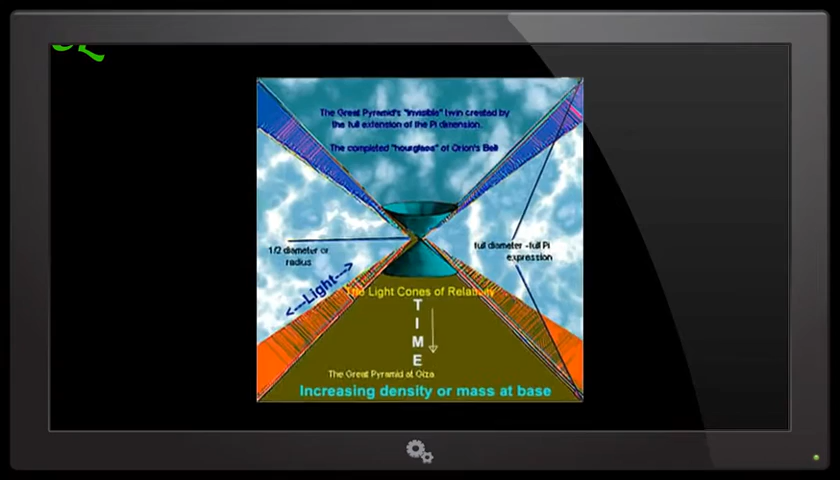 The Great Pyramid's "invisible" twin created by
the full extension of the Pi dimension.
The completed "hourglass" of Orion's Belt
1/2 diameter or
radius
full diameter -full Pi
expression
<---Light--->
The Light Cones of Relativity
T
I
M
E
The Great Pyramid at Giza
Increasing density or mass at base